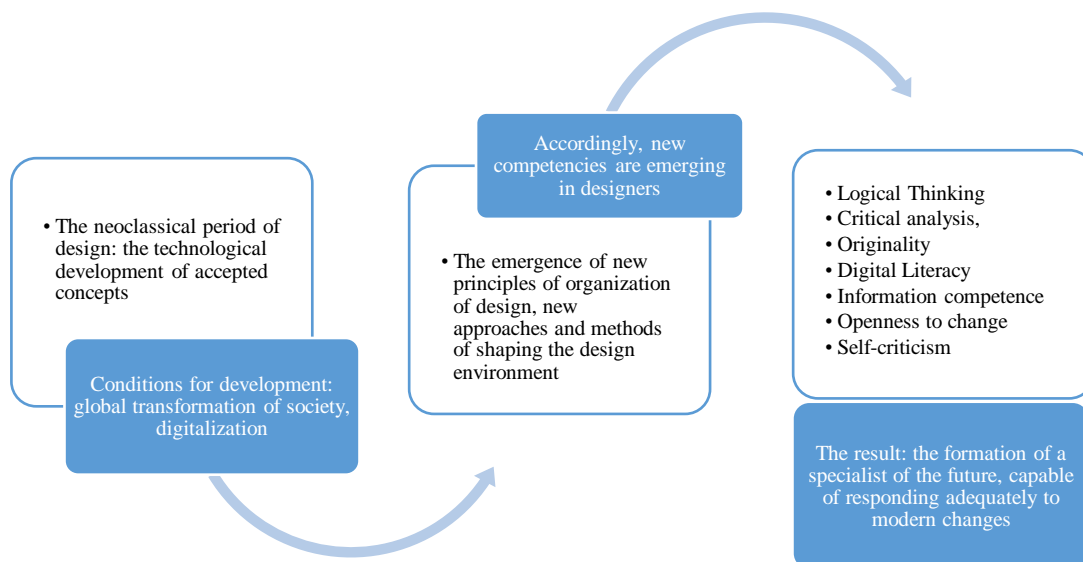 • The neoclassical period of
design: the technological
development of accepted
concepts
Conditions for development:
global transformation of society,
digitalization
Accordingly, new
competencies are emerging
in designers
• The emergence of new
principles of organization
of design, new
approaches and methods
of shaping the design
environment
• Logical Thinking
• Critical analysis,
• Originality
• Digital Literacy
• Information competence
• Openness to change
• Self-criticism
The result: the formation of a
specialist of the future, capable
of responding adequately to
modern changes